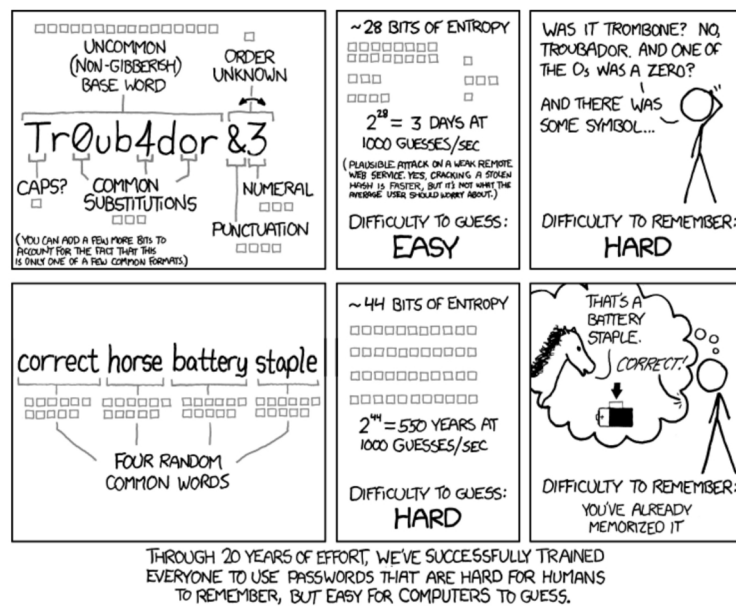 UNCOMMON
(NON-GIBBERISH)
BASE WORD
ORDER
UNKNOWN
Tr0ub4dor &3
CAPS?
COMMON
SUBSTITUTIONS
NUMERAL
PUNCTUATION
(YOU CAN ADD A FEW MORE BITS TO
ACCOUNT FOR THE FACT THAT THIS
IS ONLY ONE OF A FEW COMMON FORMATS.)
~28 BITS OF ENTROPY
2^28 = 3 DAYS AT
1000 GUESSES/SEC
(PLAUSIBLE ATTACK ON A WEAK REMOTE
WEB SERVICE. YES, CRACKING A STOLEN
HASH IS FASTER, BUT IT'S NOT WHAT THE
AVERAGE USER SHOULD WORRY ABOUT.)
DIFFICULTY TO GUESS:
EASY
WAS IT TROMBONE? NO,
TROUBADOR. AND ONE OF
THE Os WAS A ZERO?
AND THERE WAS
SOME SYMBOL...
DIFFICULTY TO REMEMBER:
HARD
correct horse battery staple
FOUR RANDOM
COMMON WORDS
~44 BITS OF ENTROPY
2^44 = 550 YEARS AT
1000 GUESSES/SEC
DIFFICULTY TO GUESS:
HARD
THAT'S A
BATTERY
STAPLE.
CORRECT!
DIFFICULTY TO REMEMBER:
YOU'VE ALREADY
MEMORIZED IT
THROUGH 20 YEARS OF EFFORT, WE'VE SUCCESSFULLY TRAINED
EVERYONE TO USE PASSWORDS THAT ARE HARD FOR HUMANS
TO REMEMBER, BUT EASY FOR COMPUTERS TO GUESS.